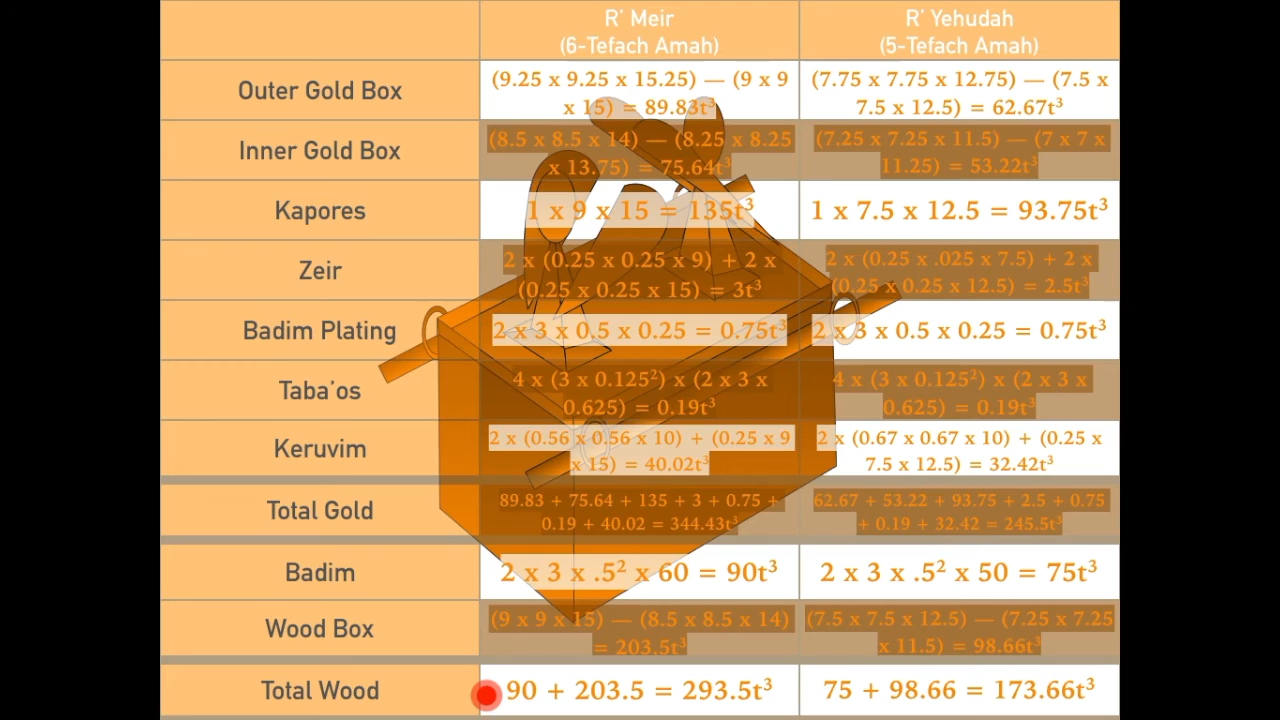 R’ Meir
(6-Tefach Amah)
R’ Yehudah
(5-Tefach Amah)
Outer Gold Box
(9.25 x 9.25 x 15.25) — (9 x 9
x 15) = 89.83t³
(7.75 x 7.75 x 12.75) — (7.5 x
7.5 x 12.5) = 62.67t³
Inner Gold Box
(8.5 x 8.5 x 14) — (8.25 x 8.25
x 13.75) = 75.64t³
(7.25 x 7.25 x 11.5) — (7 x 7 x
11.25) = 53.22t³
Kapores
1 x 9 x 15 = 135t³
1 x 7.5 x 12.5 = 93.75t³
Zeir
2 x (0.25 x 0.25 x 9) + 2 x
(0.25 x 0.25 x 15) = 3t³
2 x (0.25 x .025 x 7.5) + 2 x
(0.25 x 0.25 x 12.5) = 2.5t³
Badim Plating
2 x 3 x 0.5 x 0.25 = 0.75t³
2 x 3 x 0.5 x 0.25 = 0.75t³
Taba’os
4 x (3 x 0.125²) x (2 x 3 x
0.625) = 0.19t³
4 x (3 x 0.125²) x (2 x 3 x
0.625) = 0.19t³
Keruvim
2 x (0.56 x 0.56 x 10) + (0.25 x 9
x 15) = 40.02t³
2 x (0.67 x 0.67 x 10) + (0.25 x
7.5 x 12.5) = 32.42t³
Total Gold
89.83 + 75.64 + 135 + 3 + 0.75 +
0.19 + 40.02 = 344.43t³
62.67 + 53.22 + 93.75 + 2.5 + 0.75
+ 0.19 + 32.42 = 245.5t³
Badim
2 x 3 x .5² x 60 = 90t³
2 x 3 x .5² x 50 = 75t³
Wood Box
(9 x 9 x 15) — (8.5 x 8.5 x 14)
= 203.5t³
(7.5 x 7.5 x 12.5) — (7.25 x 7.25
x 11.5) = 98.66t³
Total Wood
90 + 203.5 = 293.5t³
75 + 98.66 = 173.66t³